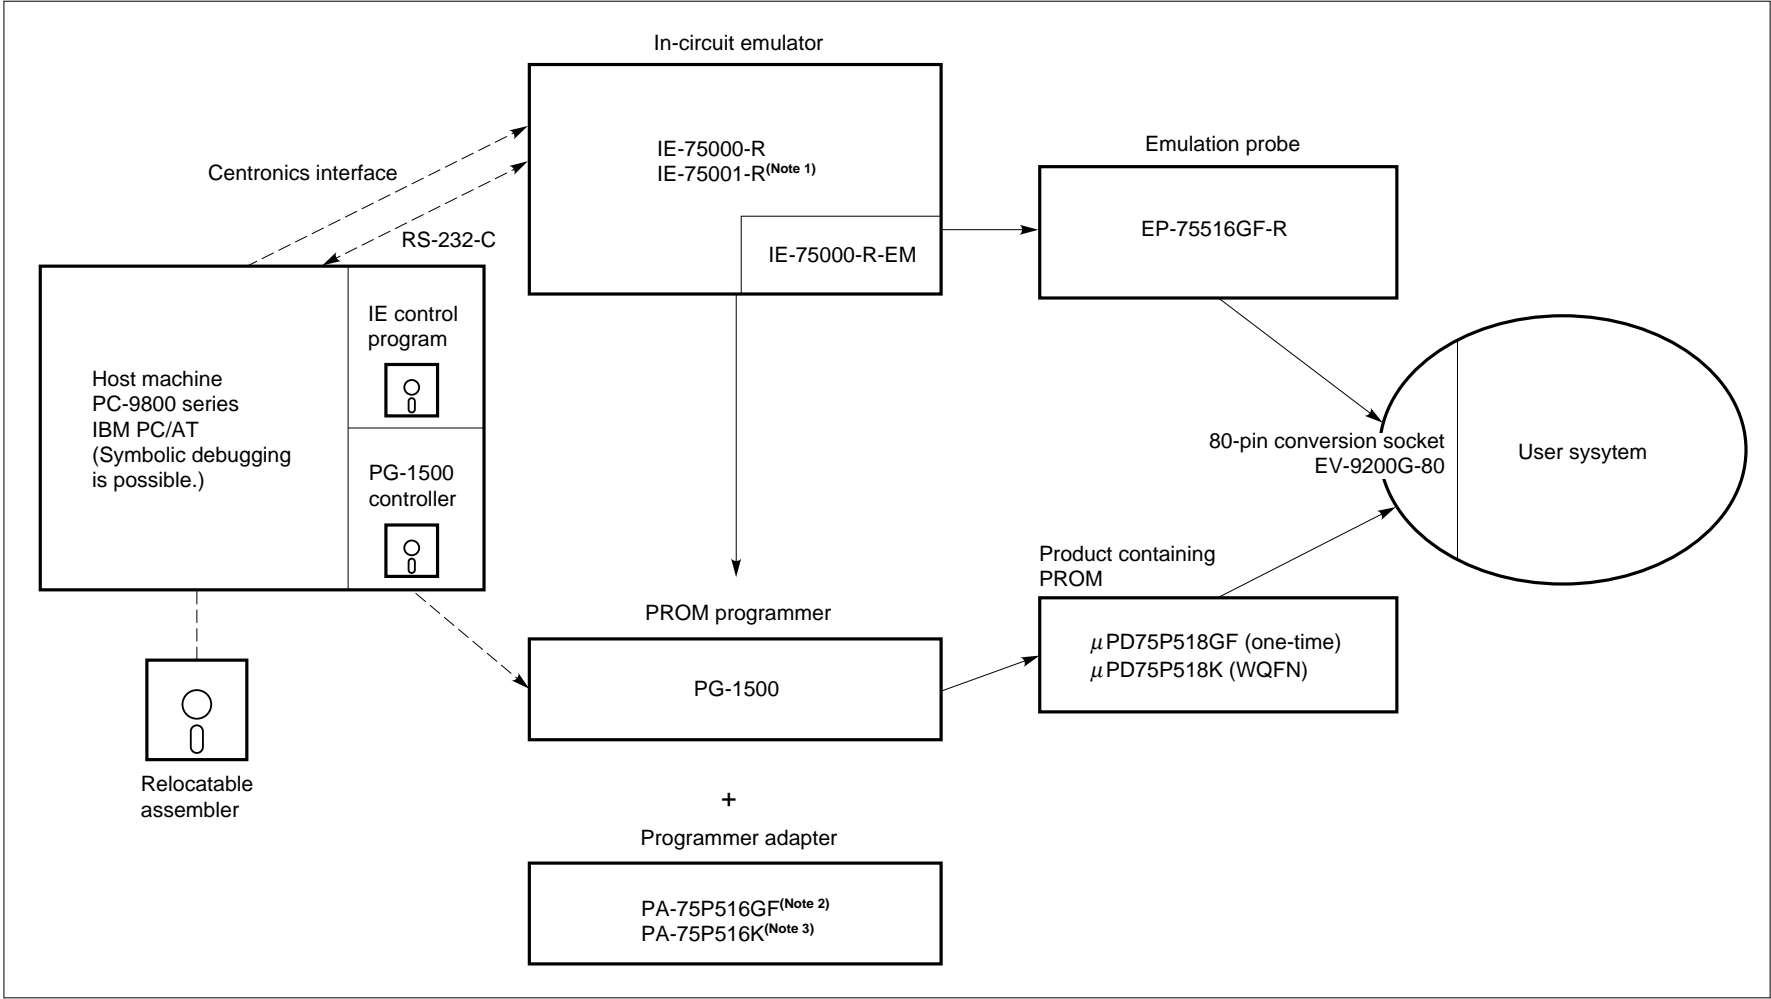 In-circuit emulator
IE-75000-R
IE-75001-R(Note 1)
IE-75000-R-EM
Centronics interface
RS-232-C
Emulation probe
EP-75516GF-R
Host machine
PC-9800 series
IBM PC/AT
(Symbolic debugging
is possible.)
IE control
program
PG-1500
controller
80-pin conversion socket
EV-9200G-80
User sysytem
Product containing
PROM
μPD75P518GF (one-time)
μPD75P518K (WQFN)
PROM programmer
PG-1500
Relocatable
assembler
+
Programmer adapter
PA-75P516GF(Note 2)
PA-75P516K(Note 3)